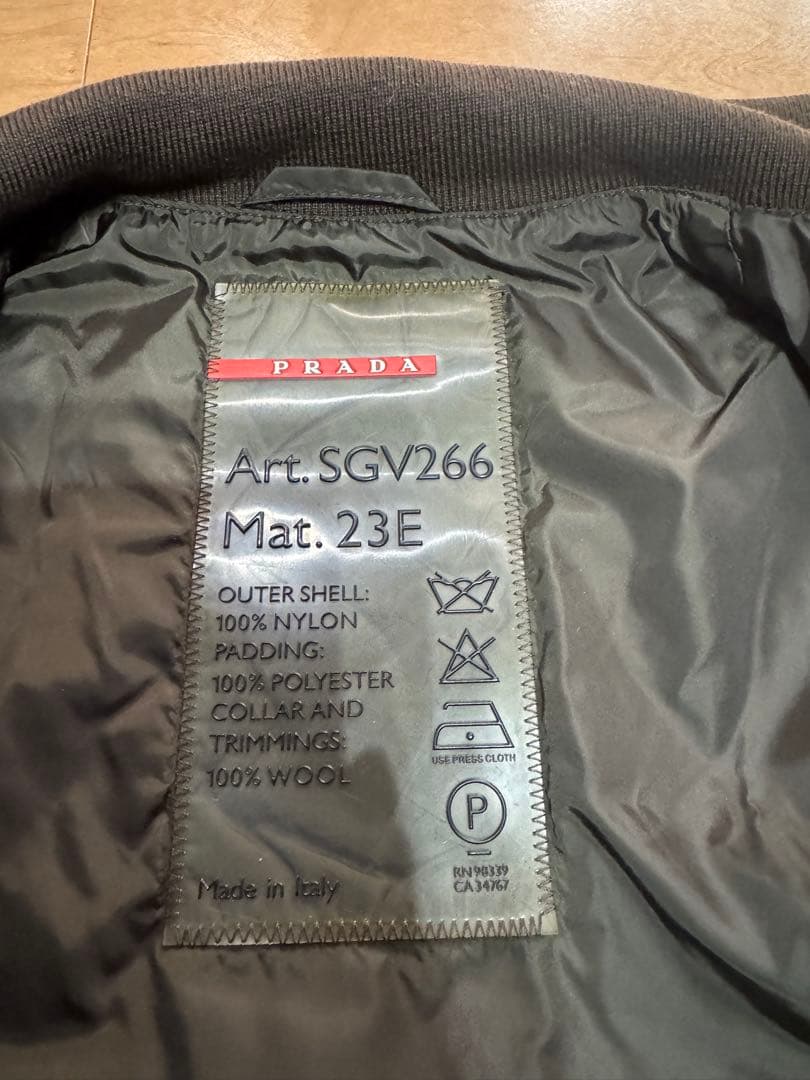 PRADA
Art. SGV266
Mat. 23E
OUTER SHELL:
100% NYLON
PADDING:
100% POLYESTER
COLLAR AND
TRIMMINGS:
100% WOOL
USE PRESS CLOTH
P
Made in Italy
RN 98339
CA 34767